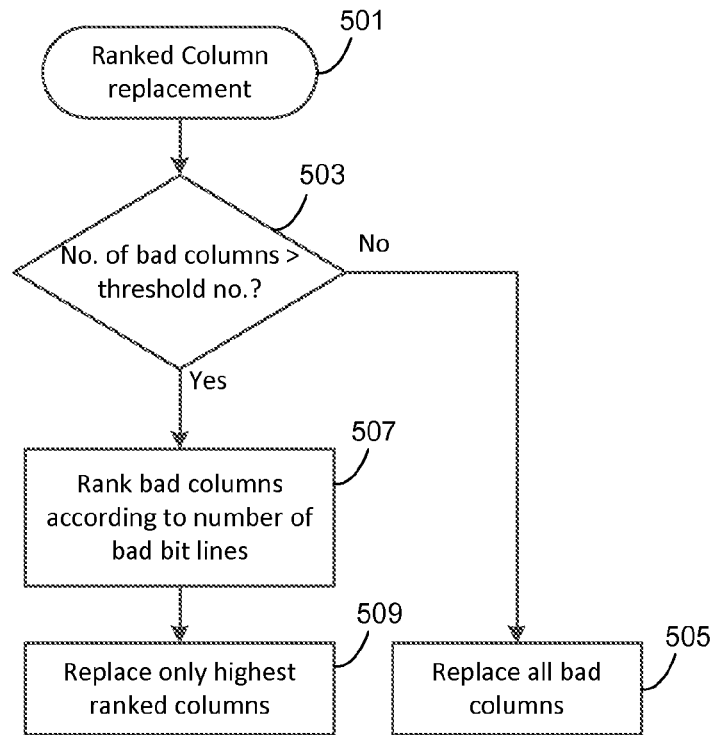 501
Ranked Column
replacement
503
No. of bad columns >
threshold no.?
No
Yes
507
Rank bad columns
according to number of
bad bit lines
509
Replace only highest
ranked columns
505
Replace all bad
columns